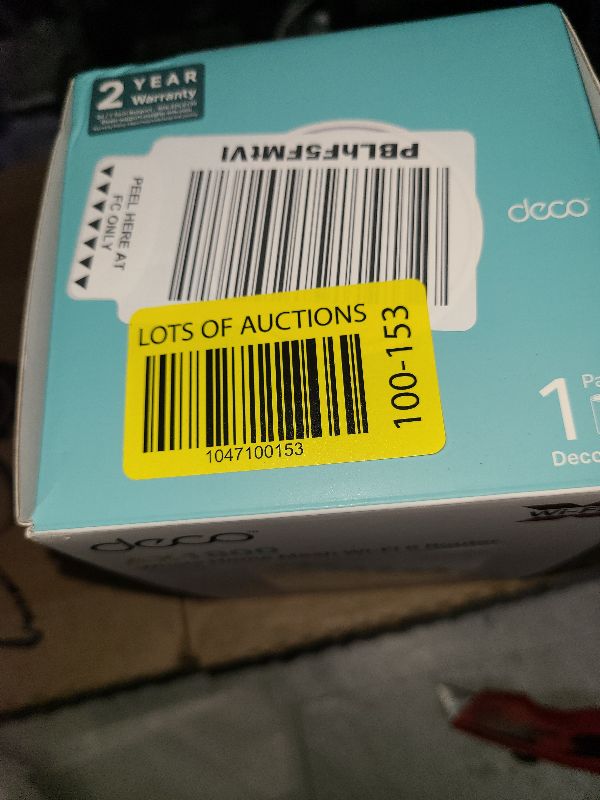 2 YEAR
Warranty
PBLhF5FMtVI
PEEL HERE AT
FC ONLY
deco
LOTS OF AUCTIONS
100-153
1047100153
1
Pa
Deco
deco